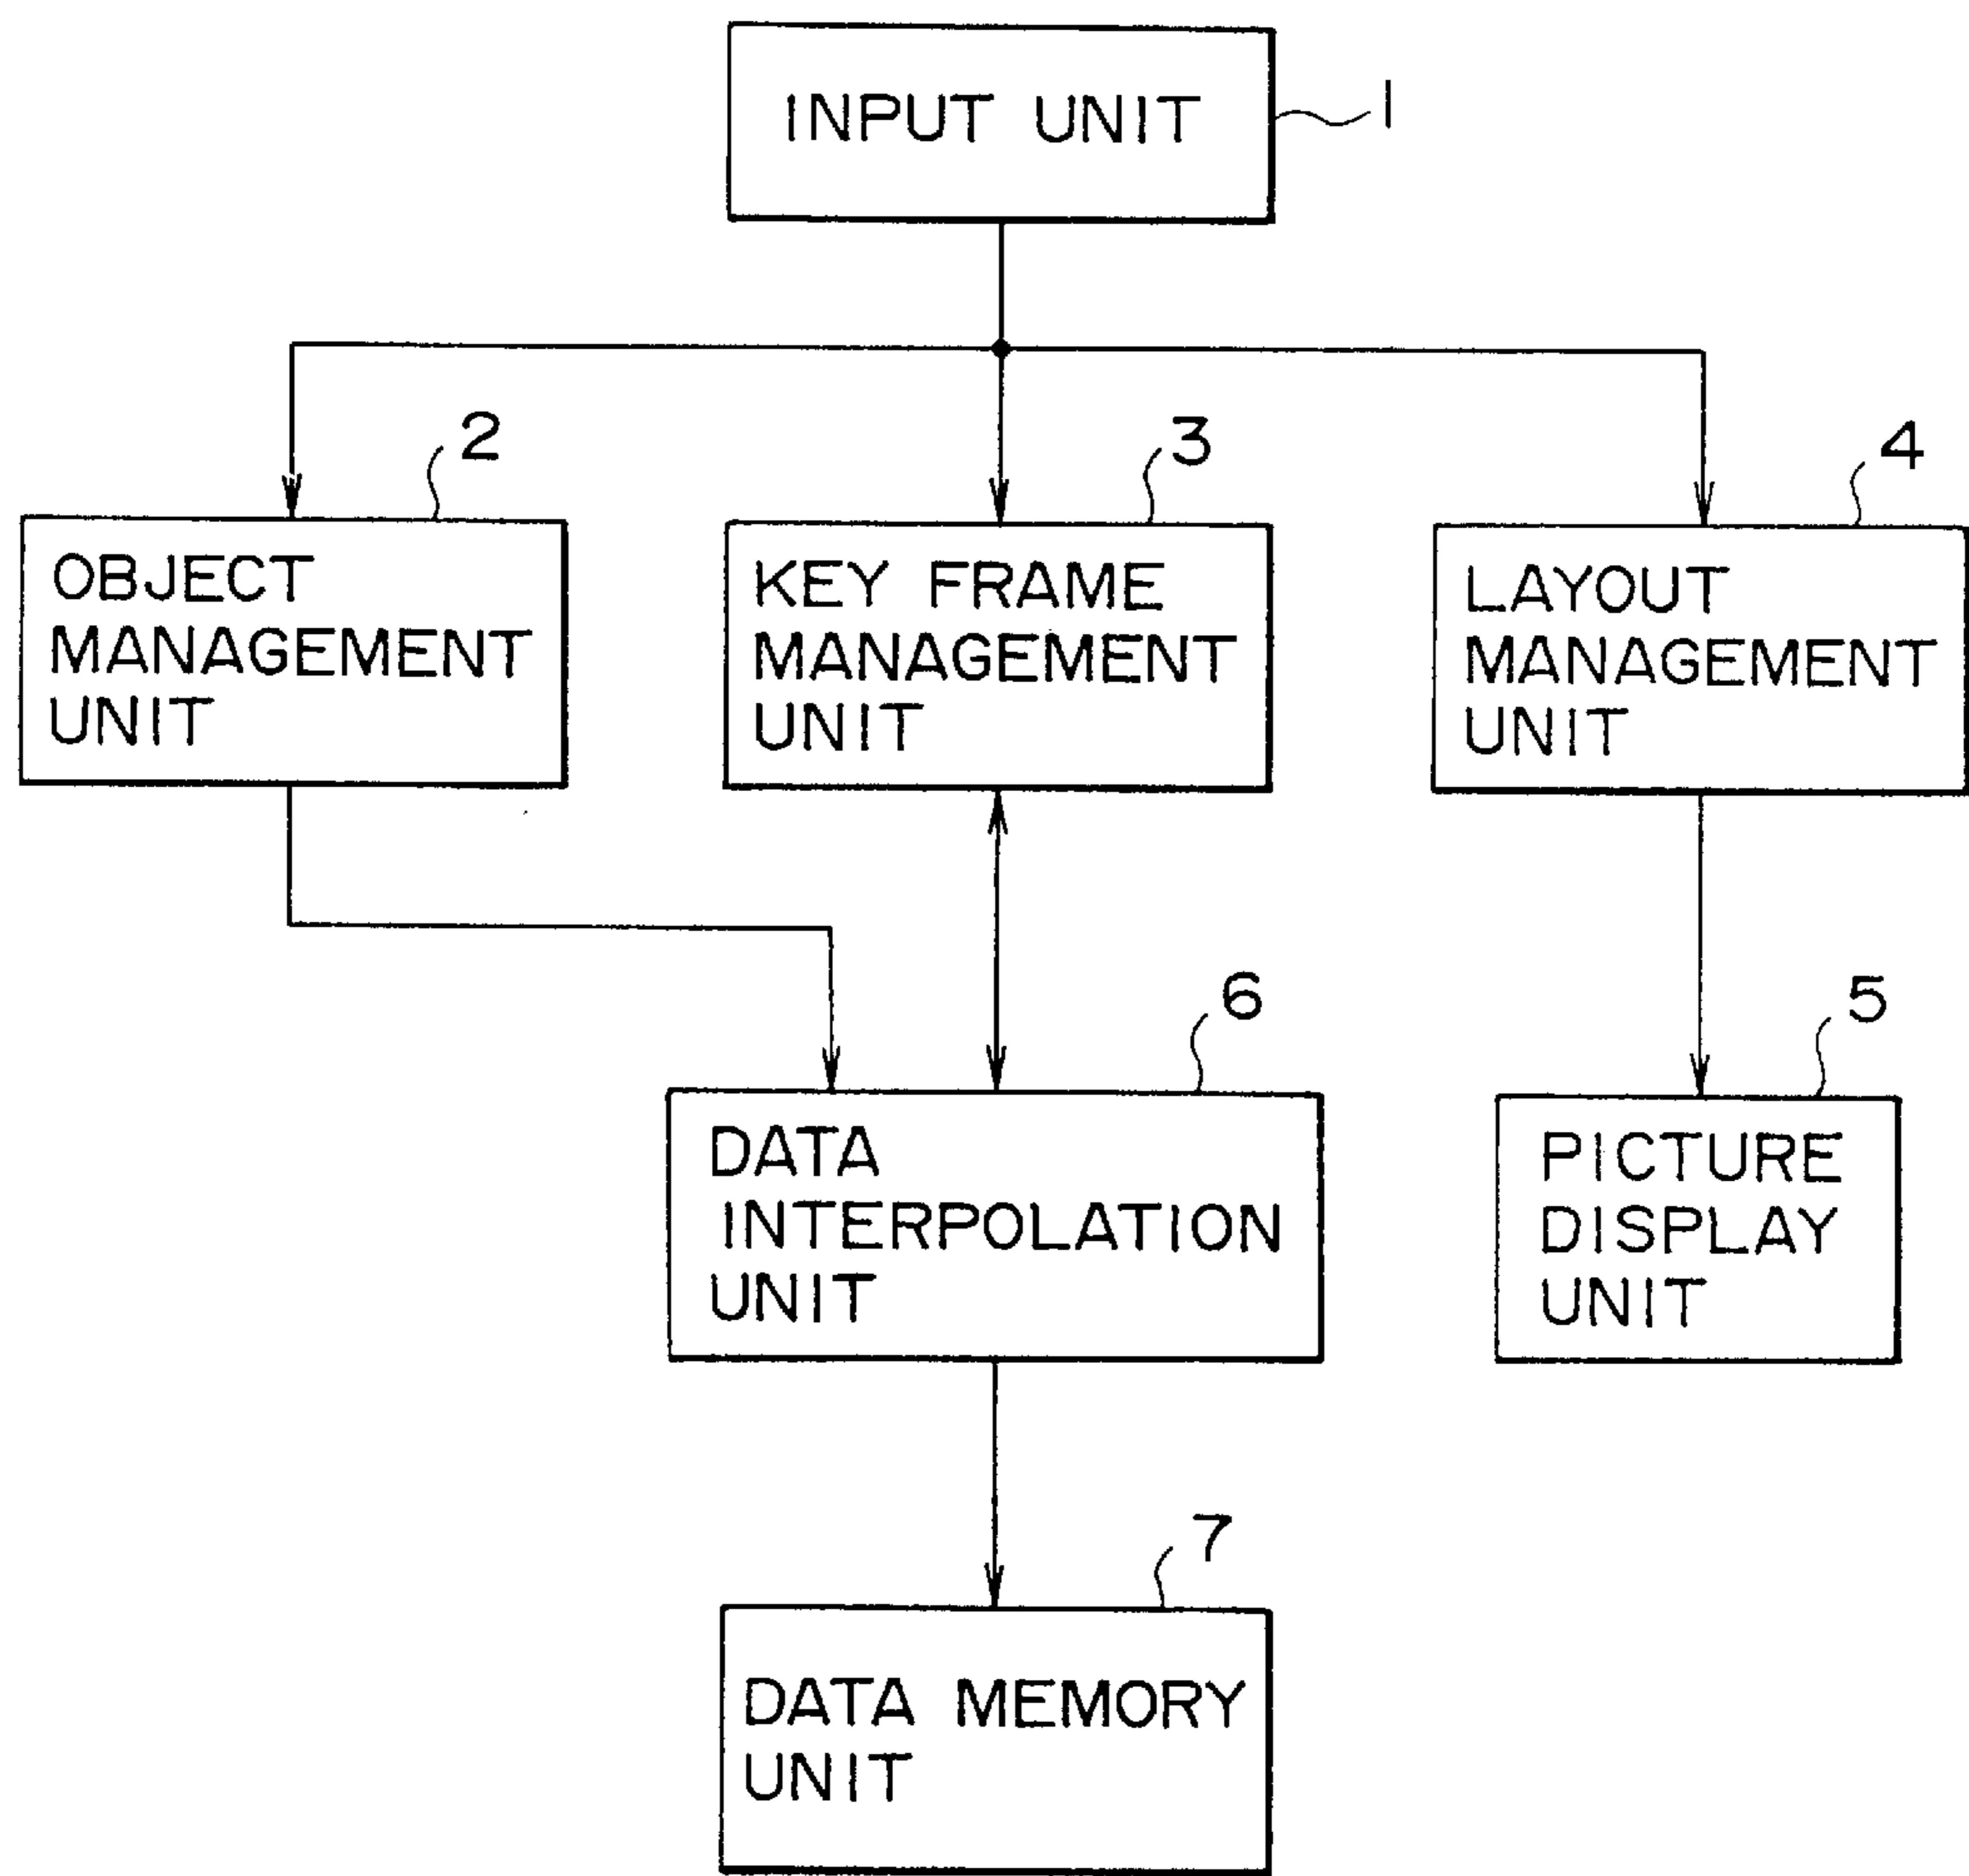 INPUT UNIT
1
2
OBJECT
MANAGEMENT
UNIT
3
KEY FRAME
MANAGEMENT
UNIT
4
LAYOUT
MANAGEMENT
UNIT
6
DATA
INTERPOLATION
UNIT
5
PICTURE
DISPLAY
UNIT
7
DATA MEMORY
UNIT